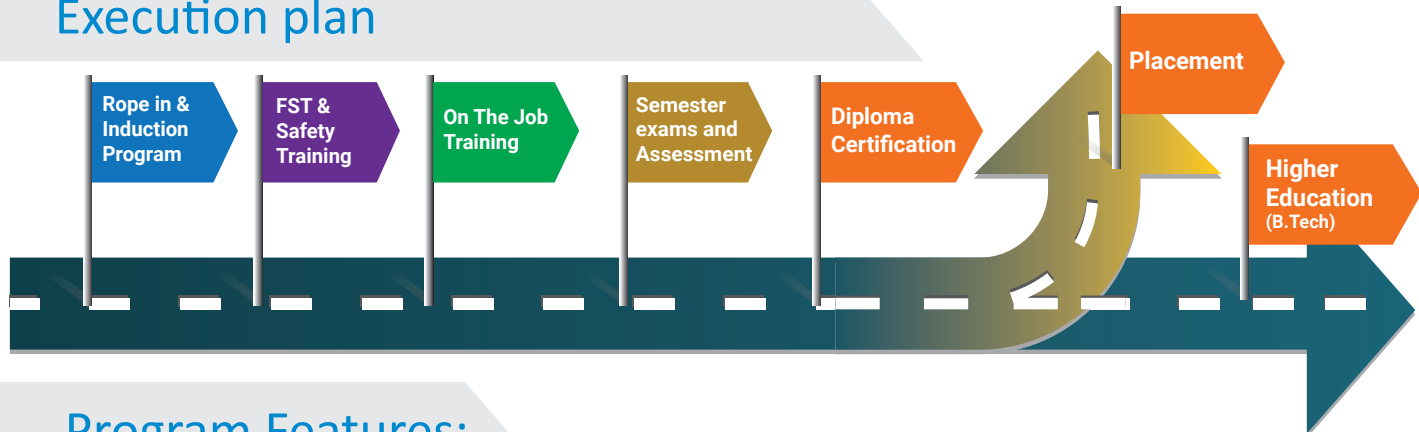 Execution plan
Rope in &
Induction
Program
FST &
Safety
Training
On The Job
Training
Semester
exams and
Assessment
Diploma
Certification
Placement
Higher
Education
(B.Tech)
Program Features: